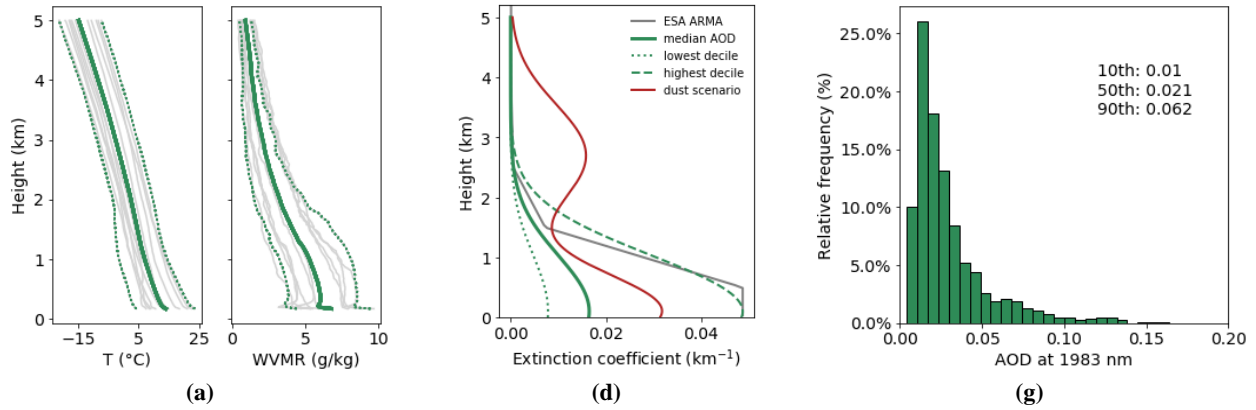 5
4
3
2
1
0
Height (km)
−15
5
25
T (°C)
0
5
10
WVMR (g/kg)
(a)
5
4
3
2
1
0
Height (km)
ESA ARMA
median AOD
lowest decile
highest decile
dust scenario
0.00
0.02
0.04
Extinction coefficient (km⁻¹)
(d)
25.0%
20.0%
15.0%
10.0%
5.0%
0.0%
Relative frequency (%)
10th: 0.01
50th: 0.021
90th: 0.062
0.00
0.05
0.10
0.15
0.20
AOD at 1983 nm
(g)